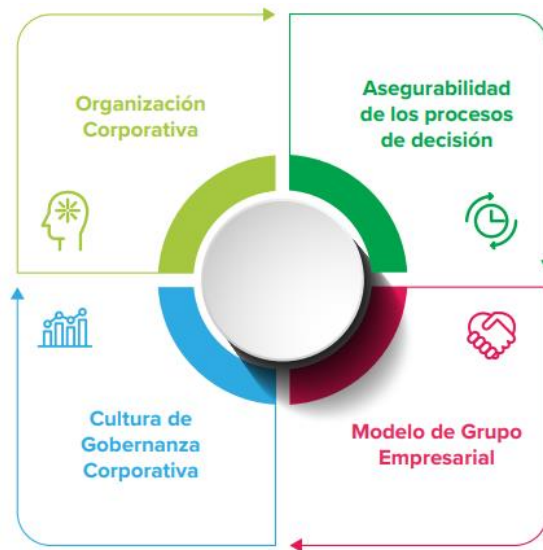 Organización
Corporativa
Asegurabilidad
de los procesos
de decisión
Cultura de
Gobernanza
Corporativa
Modelo de Grupo
Empresarial